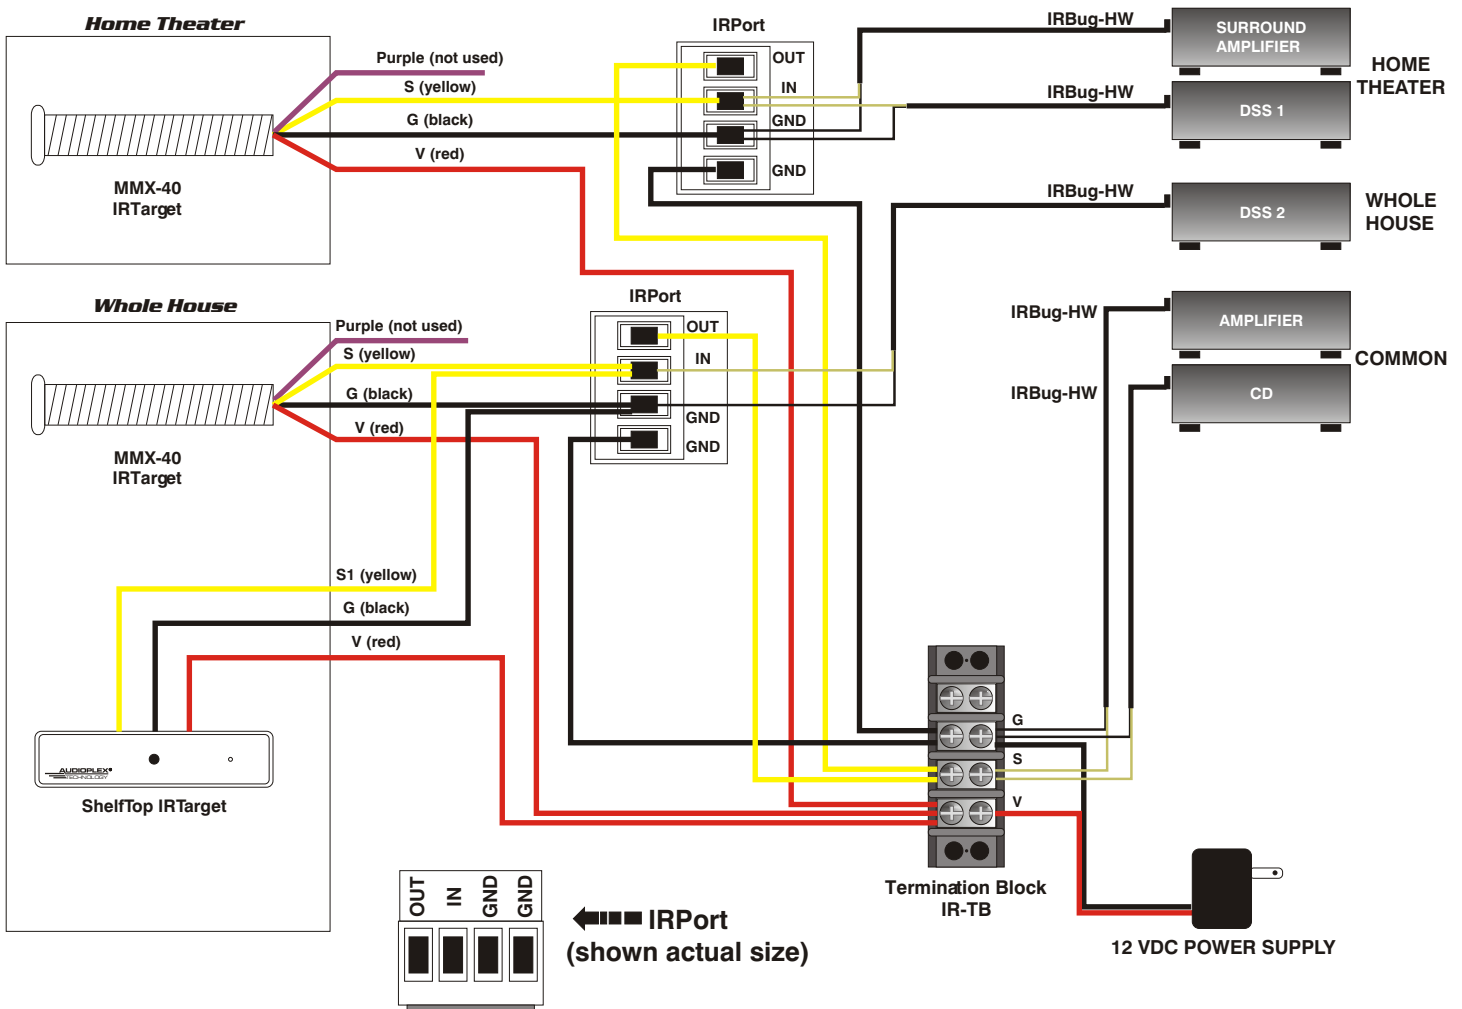 Home Theater
Purple (not used)
S (yellow)
G (black)
V (red)
MMX-40
IRTarget
IRPort
OUT
IN
GND
GND
IRBug-HW
SURROUND
AMPLIFIER
IRBug-HW
DSS 1
HOME
THEATER
IRBug-HW
DSS 2
WHOLE
HOUSE
Whole House
Purple (not used)
S (yellow)
G (black)
V (red)
MMX-40
IRTarget
IRPort
OUT
IN
GND
GND
IRBug-HW
AMPLIFIER
IRBug-HW
CD
COMMON
S1 (yellow)
G (black)
V (red)
AUDIOPLEX®
TECHNOLOGY
ShelfTop IRTarget
G
S
V
Termination Block
IR-TB
12 VDC POWER SUPPLY
OUT
IN
GND
GND
IRPort
(shown actual size)